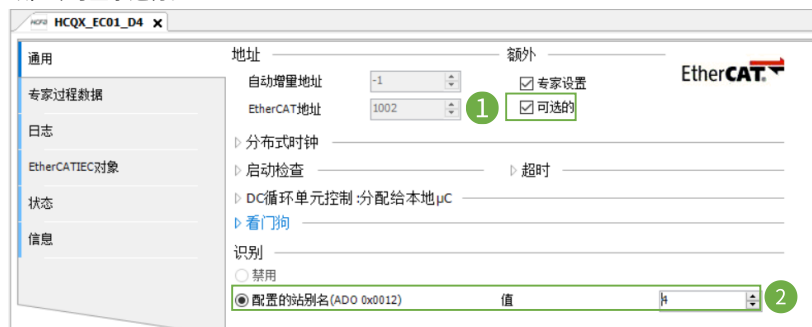 HCFA HCQX_EC01_D4 x
通用
专家过程数据
日志
EtherCATIEC对象
状态
信息
地址
额外
自动增量地址 -1
专家设置
EtherCAT地址 1002
1
可选的
EtherCAT.
分布式时钟
启动检查
超时
DC循环单元控制:分配给本地μC
看门狗
识别
禁用
配置的站别名(ADO 0x0012) 值 4
2